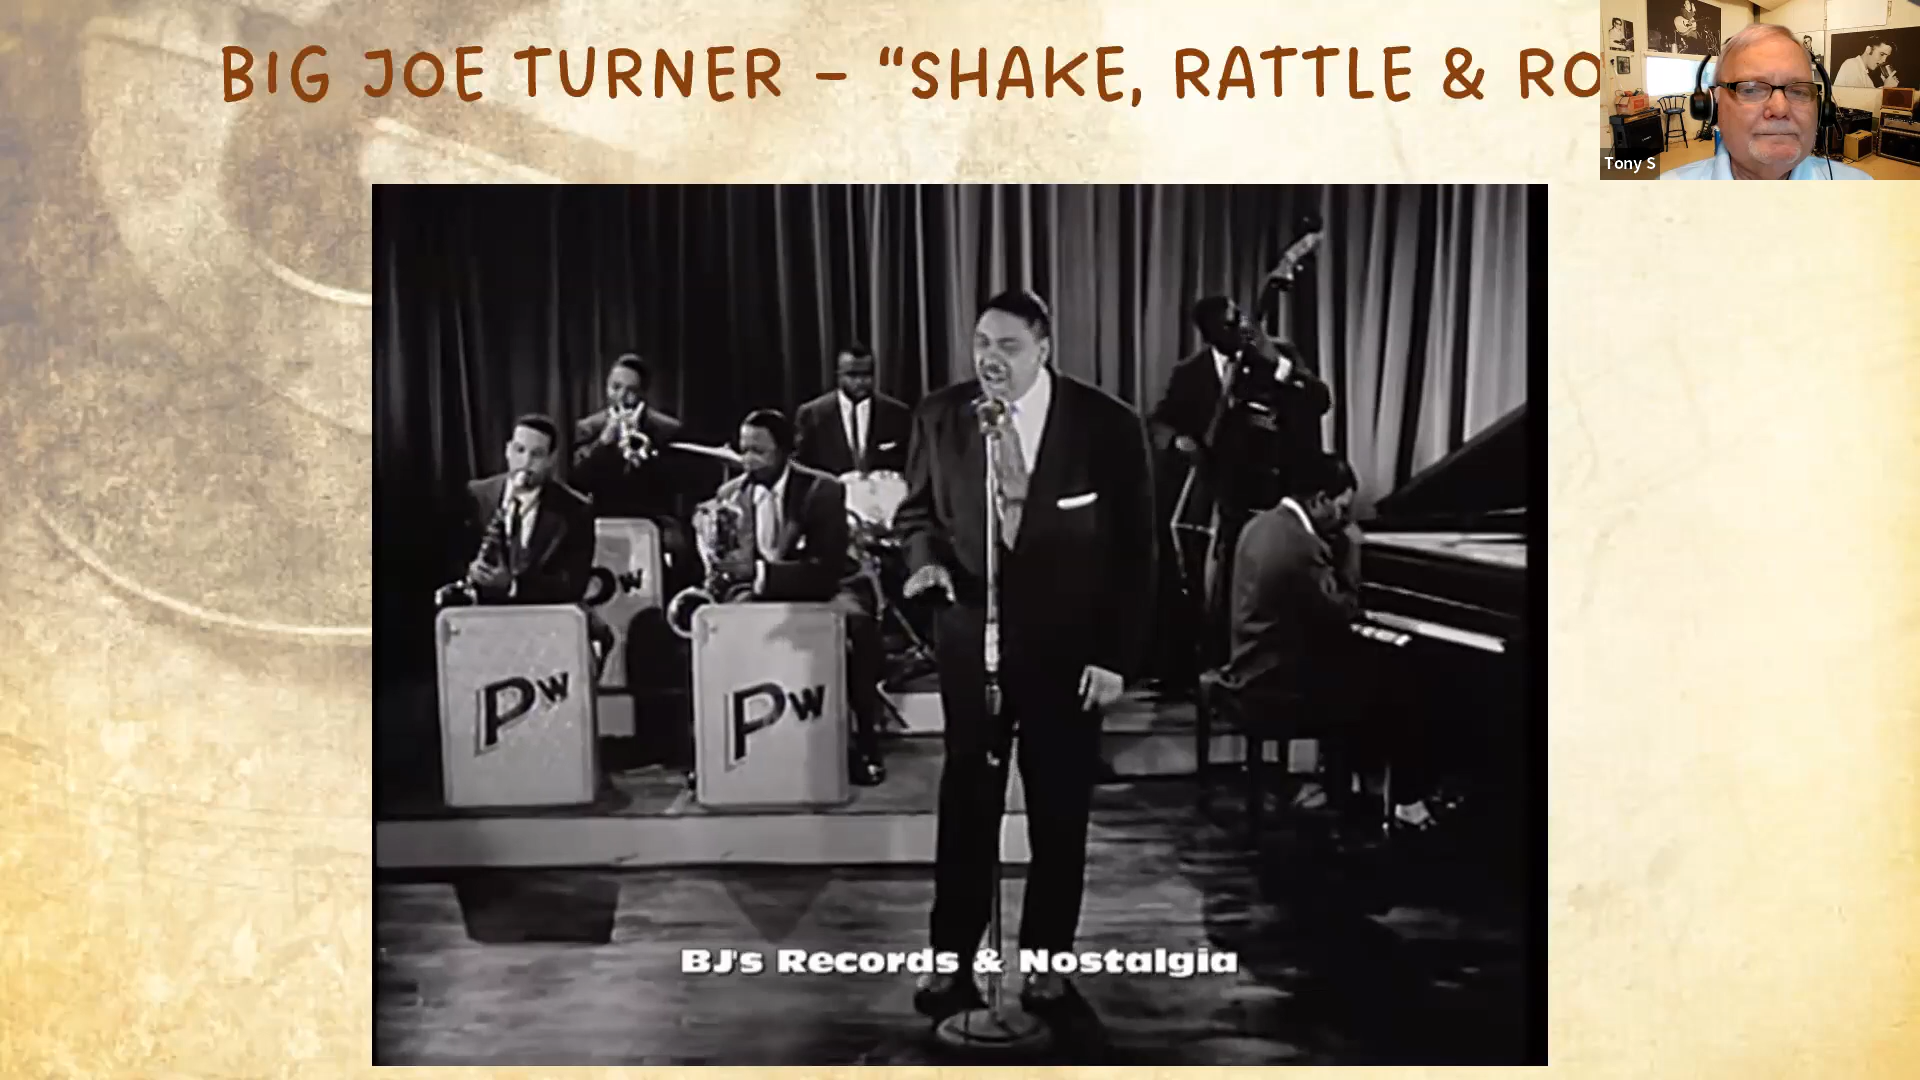 BIG JOE TURNER – “SHAKE, RATTLE & RO
Tony S
PW
PW
PW
BJ's Records & Nostalgia